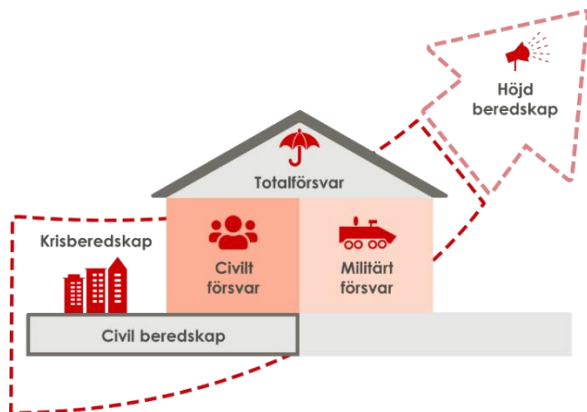 Höjd
beredskap
Totalförsvar
Krisberedskap
Civilt
försvar
Militärt
försvar
Civil beredskap